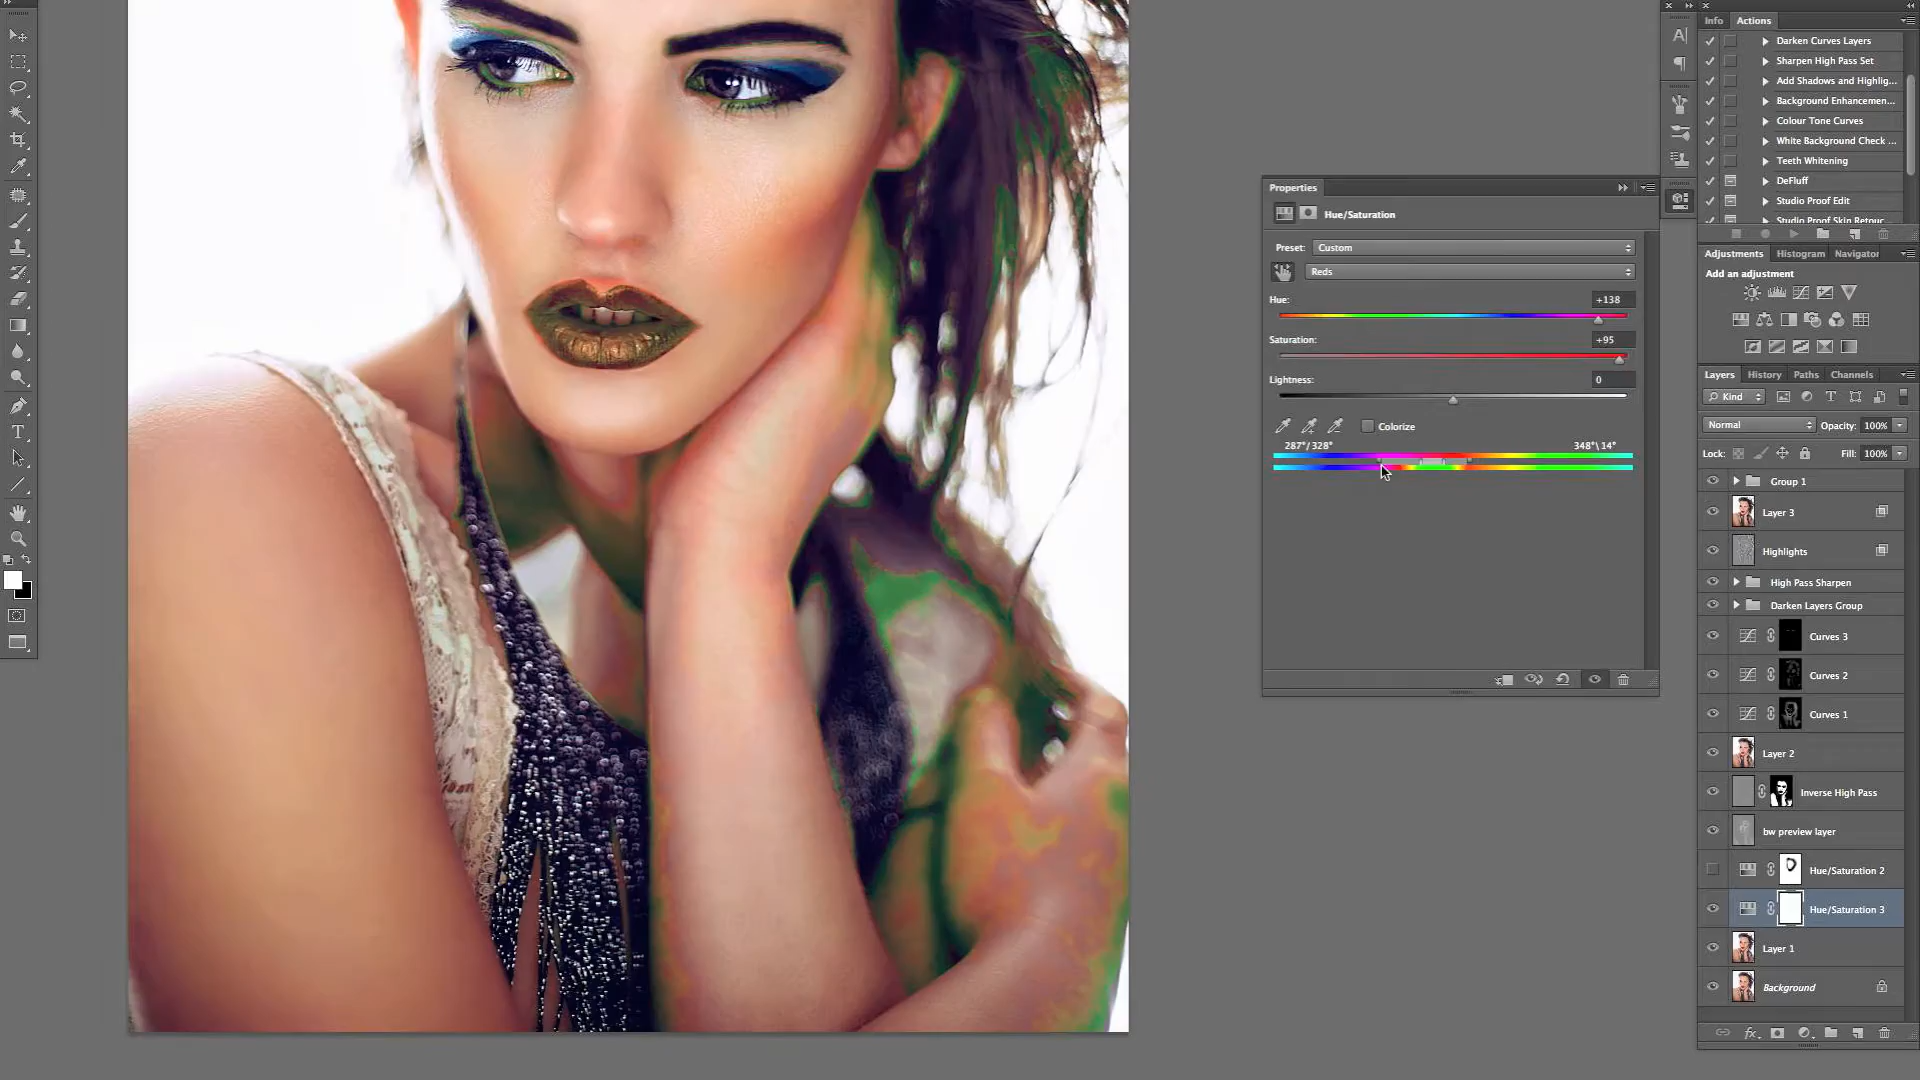 Info Actions
Darken Curves Layers
Sharpen High Pass Set
Add Shadows and Highlig...
Background Enhancemen...
Colour Tone Curves
White Background Check ...
Teeth Whitening
DeFluff
Studio Proof Edit
Studio Proof Skin Retouc...
Adjustments Histogram Navigator
Add an adjustment
Properties
Hue/Saturation
Preset: Custom
Reds
Hue: +138
Saturation: +95
Lightness: 0
Colorize
287°/328° 348°\14°
Layers History Paths Channels
Kind
Normal Opacity: 100%
Lock: Fill: 100%
Group 1
Layer 3
Highlights
High Pass Sharpen
Darken Layers Group
Curves 3
Curves 2
Curves 1
Layer 2
Inverse High Pass
bw preview layer
Hue/Saturation 2
Hue/Saturation 3
Layer 1
Background